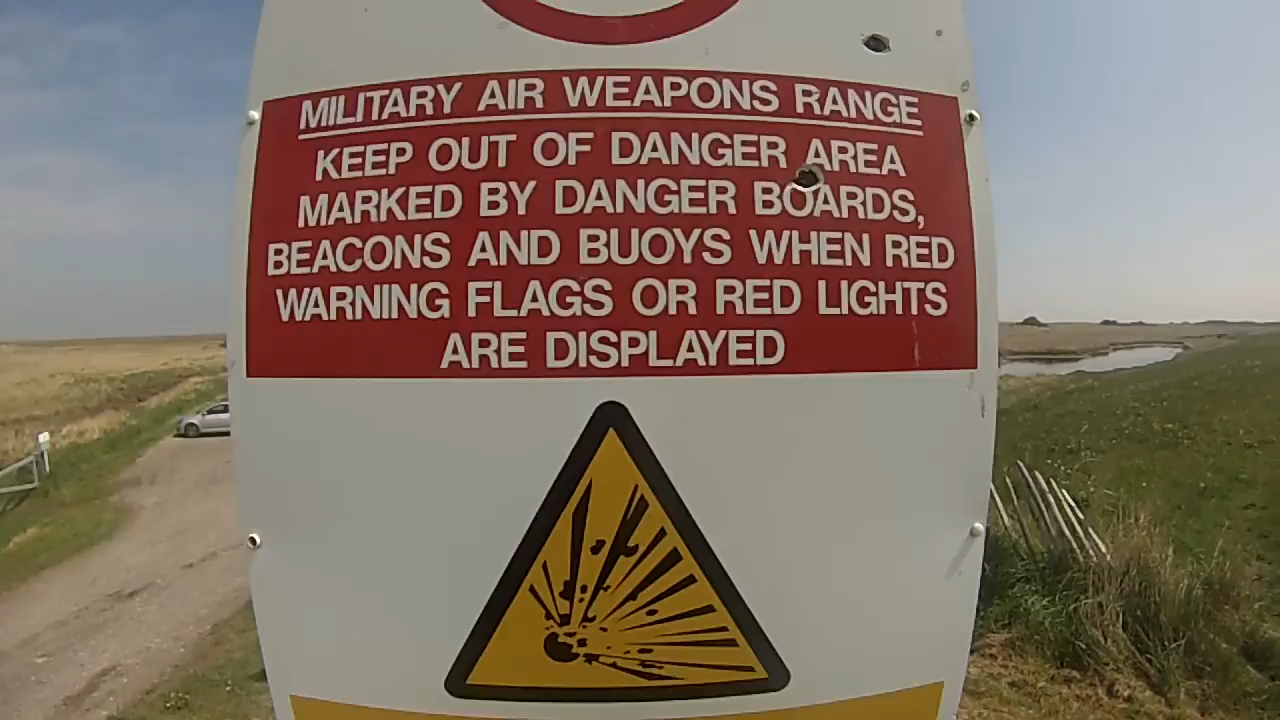 MILITARY AIR WEAPONS RANGE
KEEP OUT OF DANGER AREA
MARKED BY DANGER BOARDS,
BEACONS AND BUOYS WHEN RED
WARNING FLAGS OR RED LIGHTS
ARE DISPLAYED